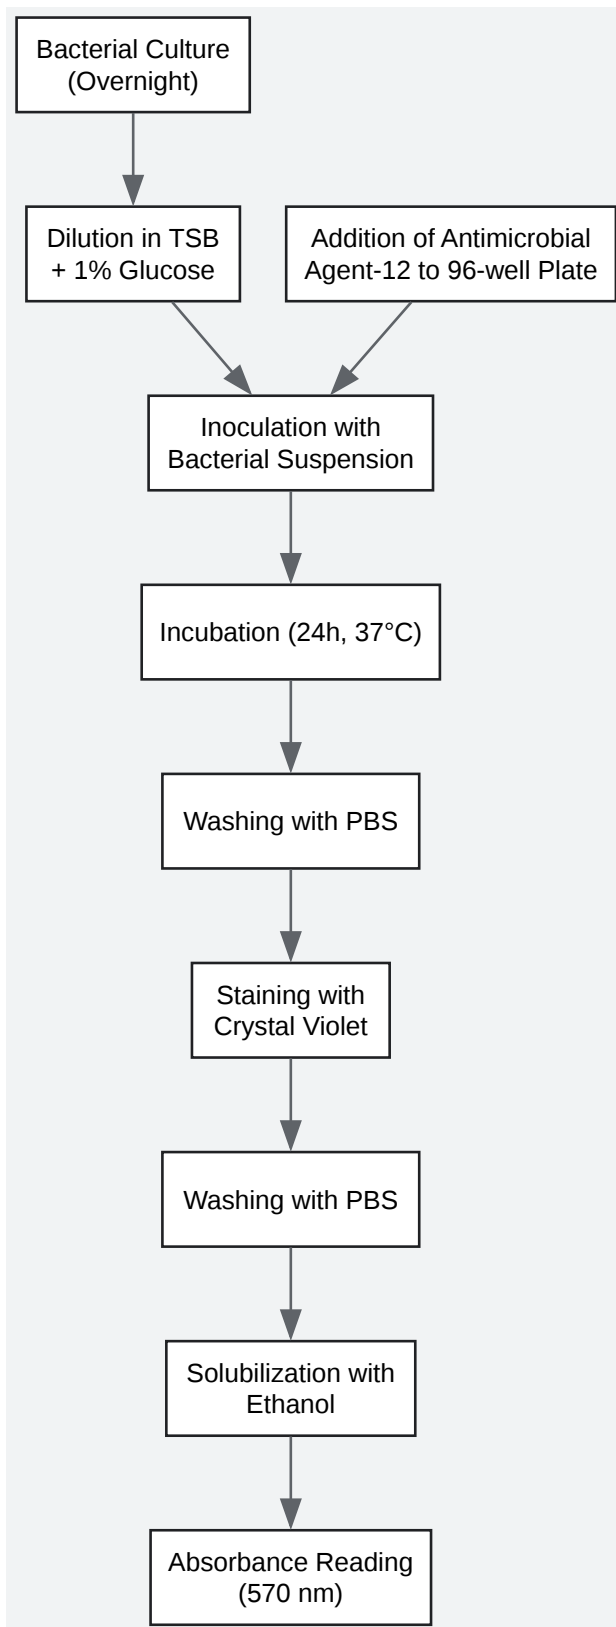 Bacterial Culture
(Overnight)
Dilution in TSB
+ 1% Glucose
Addition of Antimicrobial
Agent-12 to 96-well Plate
Inoculation with
Bacterial Suspension
Incubation (24h, 37°C)
Washing with PBS
Staining with
Crystal Violet
Washing with PBS
Solubilization with
Ethanol
Absorbance Reading
(570 nm)